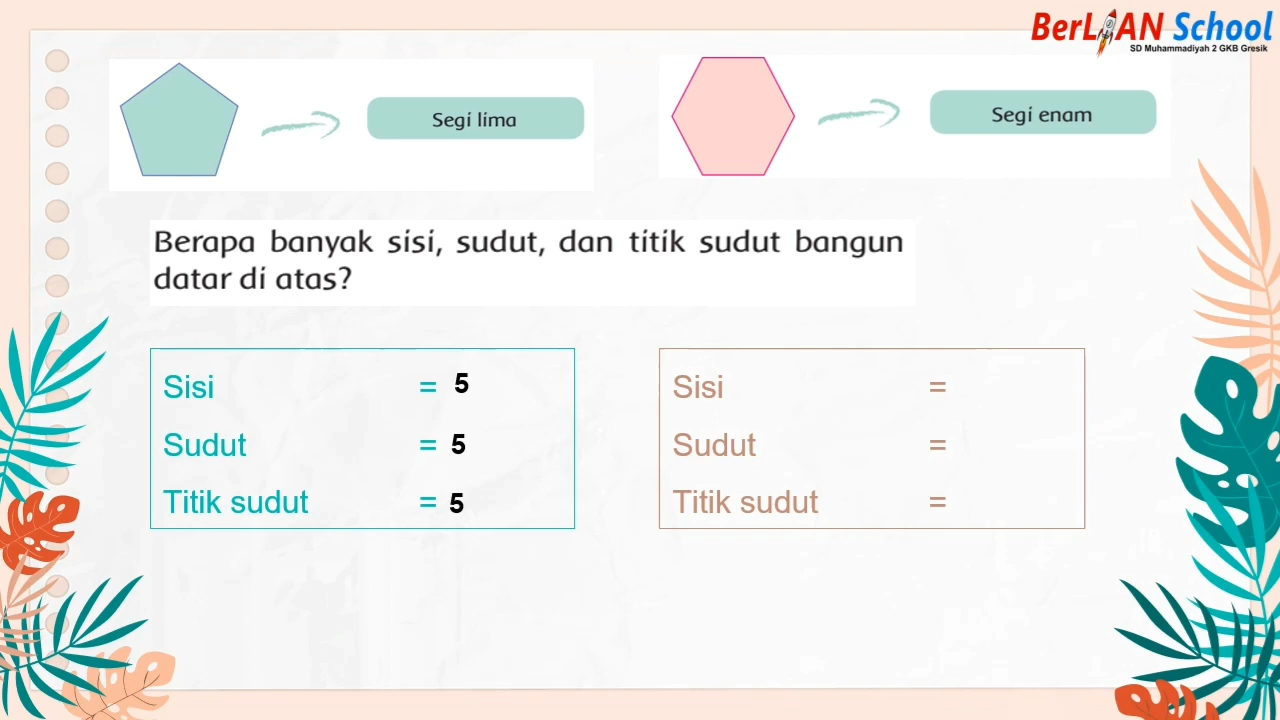 BerLIAN School
SD Muhammadiyah 2 GKB Gresik
Segi lima
Segi enam
Berapa banyak sisi, sudut, dan titik sudut bangun
datar di atas?
Sisi = 5
Sudut = 5
Titik sudut = 5
Sisi =
Sudut =
Titik sudut =